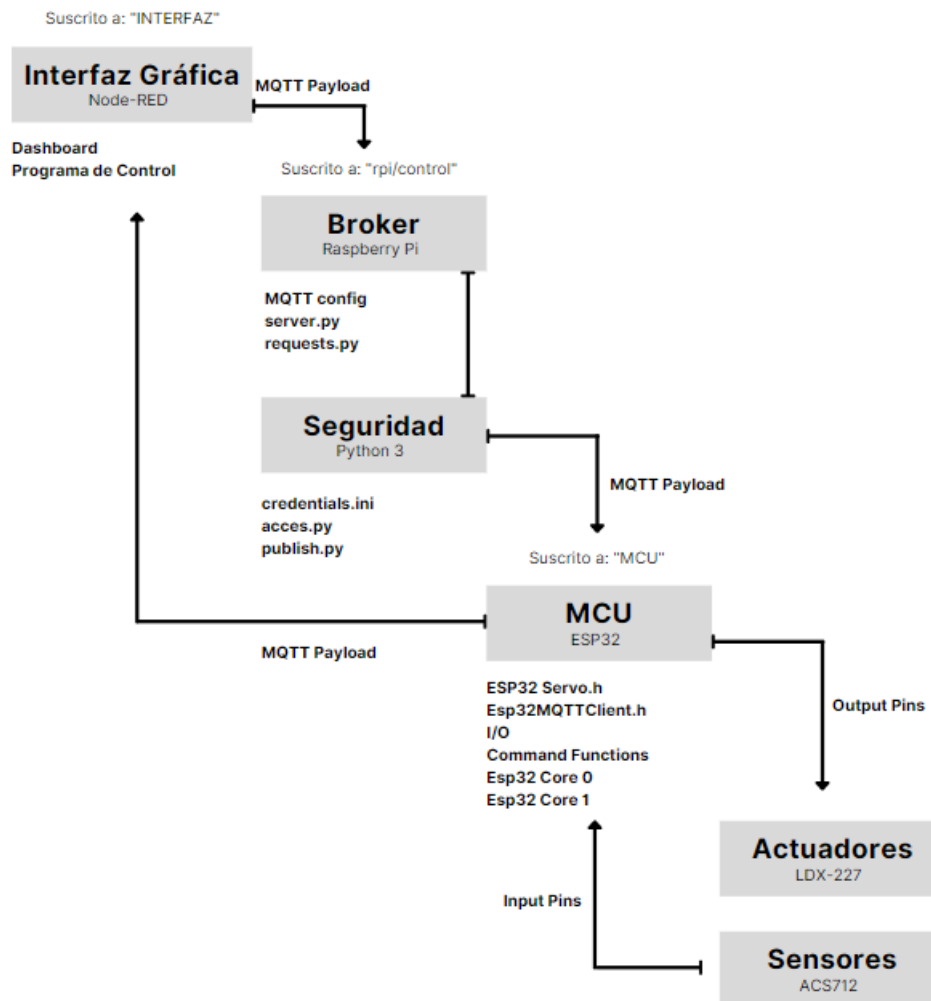 Suscrito a: "INTERFAZ"
Interfaz Gráfica
Node-RED
MQTT Payload
Dashboard
Programa de Control
Suscrito a: "rpi/control"
Broker
Raspberry Pi
MQTT config
server.py
requests.py
Seguridad
Python 3
MQTT Payload
credentials.ini
acces.py
publish.py
Suscrito a: "MCU"
MCU
ESP32
MQTT Payload
ESP32 Servo.h
Esp32MQTTClient.h
I/O
Command Functions
Esp32 Core 0
Esp32 Core 1
Output Pins
Actuadores
LDX-227
Input Pins
Sensores
ACS712